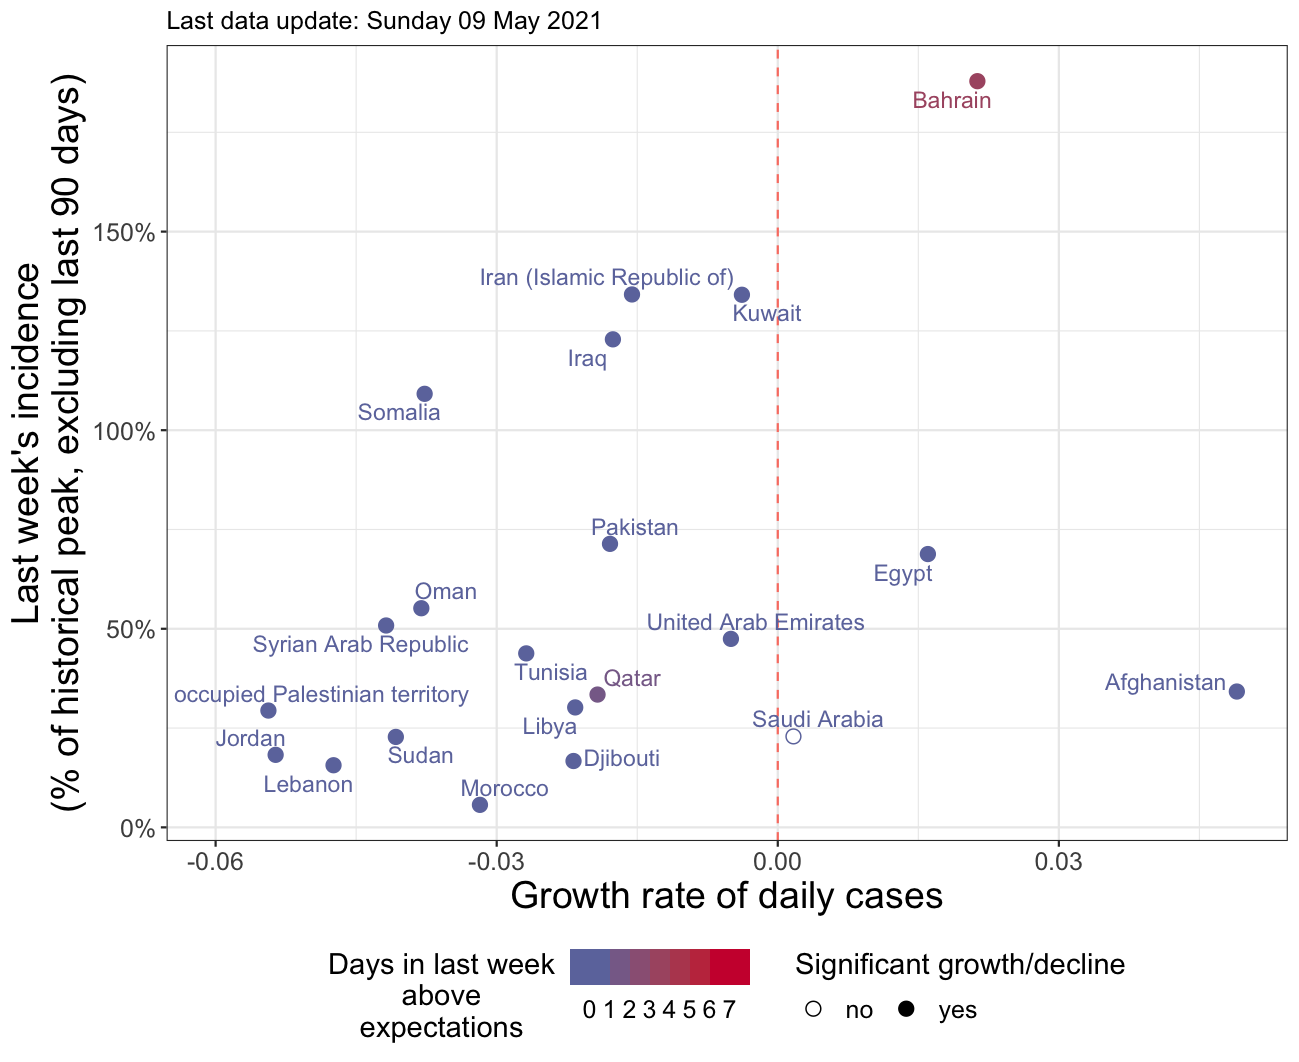 Last data update: Sunday 09 May 2021
Last week's incidence
(% of historical peak, excluding last 90 days)
150%
100%
50%
0%
Bahrain
Iran (Islamic Republic of)
Kuwait
Iraq
Somalia
Pakistan
Egypt
Oman
United Arab Emirates
Syrian Arab Republic
Tunisia
Qatar
Afghanistan
occupied Palestinian territory
Libya
Saudi Arabia
Jordan
Sudan
Djibouti
Lebanon
Morocco
-0.06
-0.03
0.00
0.03
Growth rate of daily cases
Days in last week
above
expectations
0 1 2 3 4 5 6 7
Significant growth/decline
no
yes